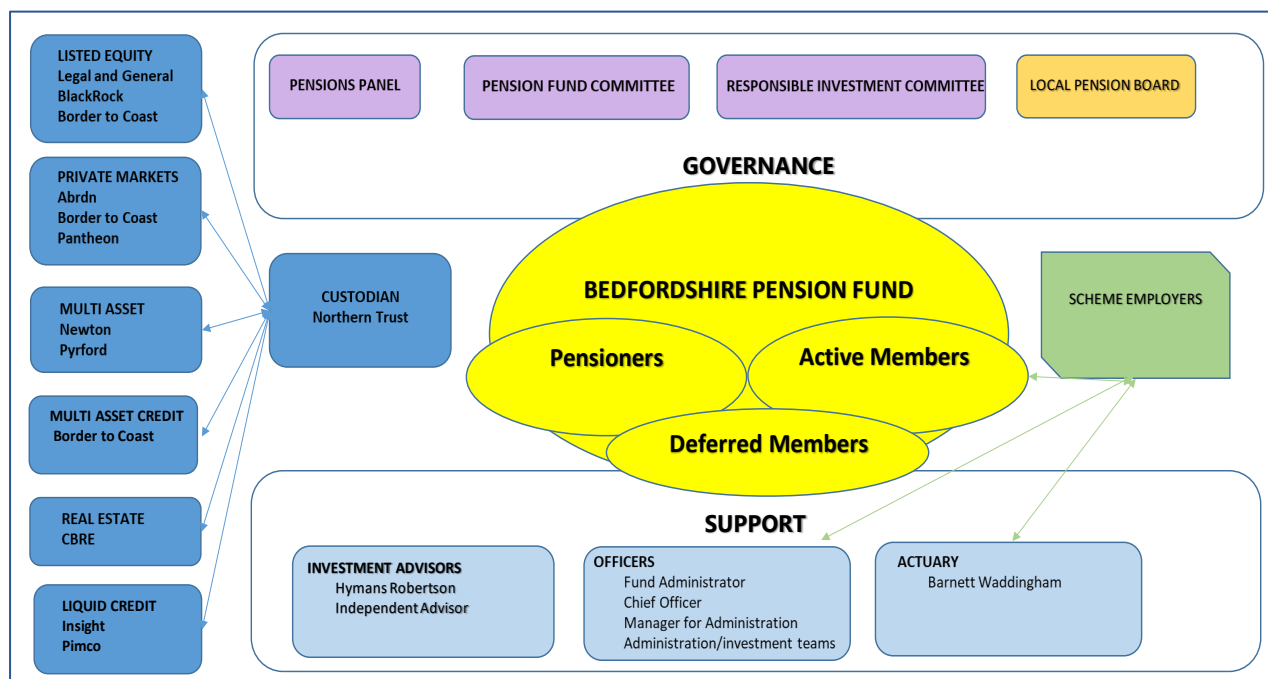 LISTED EQUITY
Legal and General
BlackRock
Border to Coast
PRIVATE MARKETS
Abrdn
Border to Coast
Pantheon
MULTI ASSET
Newton
Pyrford
MULTI ASSET CREDIT
Border to Coast
REAL ESTATE
CBRE
LIQUID CREDIT
Insight
Pimco
CUSTODIAN
Northern Trust
PENSIONS PANEL
PENSION FUND COMMITTEE
RESPONSIBLE INVESTMENT COMMITTEE
LOCAL PENSION BOARD
GOVERNANCE
BEDFORDSHIRE PENSION FUND
Pensioners
Active Members
Deferred Members
SCHEME EMPLOYERS
SUPPORT
INVESTMENT ADVISORS
Hymans Robertson
Independent Advisor
OFFICERS
Fund Administrator
Chief Officer
Manager for Administration
Administration/investment teams
ACTUARY
Barnett Waddingham